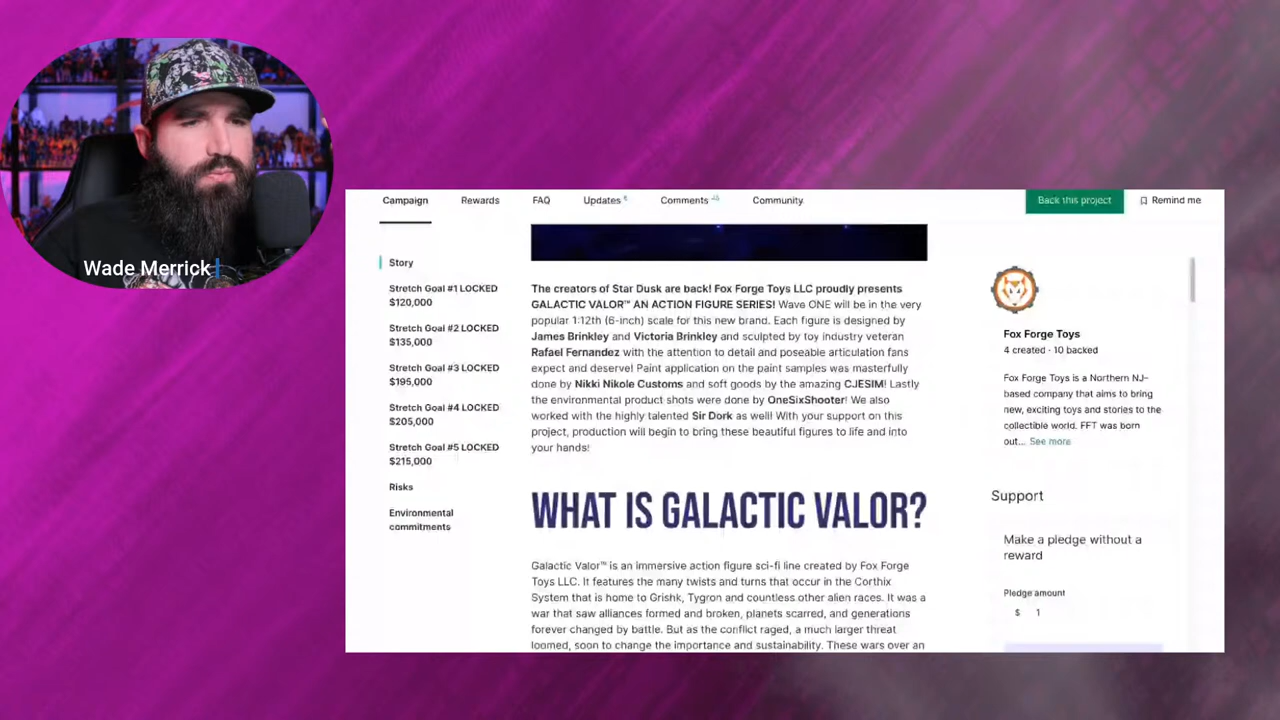 Wade Merrick
Campaign Rewards FAQ Updates Comments Community
Back this project Remind me
Story
Stretch Goal #1 LOCKED
$120,000
Stretch Goal #2 LOCKED
$135,000
Stretch Goal #3 LOCKED
$195,000
Stretch Goal #4 LOCKED
$205,000
Stretch Goal #5 LOCKED
$215,000
Risks
Environmental
commitments
The creators of Star Dusk are back! Fox Forge Toys LLC proudly presents
GALACTIC VALOR™ AN ACTION FIGURE SERIES! Wave ONE will be in the very
popular 1:12th (6-inch) scale for this new brand. Each figure is designed by
James Brinkley and Victoria Brinkley and sculpted by toy industry veteran
Rafael Fernandez with the attention to detail and poseable articulation fans
expect and deserve! Paint application on the paint samples was masterfully
done by Nikki Nikole Customs and soft goods by the amazing CJESIM! Lastly
the environmental product shots were done by OneSixShooter! We also
worked with the highly talented Sir Dork as well! With your support on this
project, production will begin to bring these beautiful figures to life and into
your hands!
WHAT IS GALACTIC VALOR?
Galactic Valor™ is an immersive action figure sci-fi line created by Fox Forge
Toys LLC. It features the many twists and turns that occur in the Corthix
System that is home to Grishk, Tygron and countless other alien races. It was a
war that saw alliances formed and broken, planets scarred, and generations
forever changed by battle. But as the conflict raged, a much larger threat
loomed, soon to change the importance and sustainability. These wars over an
Fox Forge Toys
4 created · 10 backed
Fox Forge Toys is a Northern NJ-
based company that aims to bring
new, exciting toys and stories to the
collectible world. FFT was born
out... See more
Support
Make a pledge without a
reward
Pledge amount
$ 1